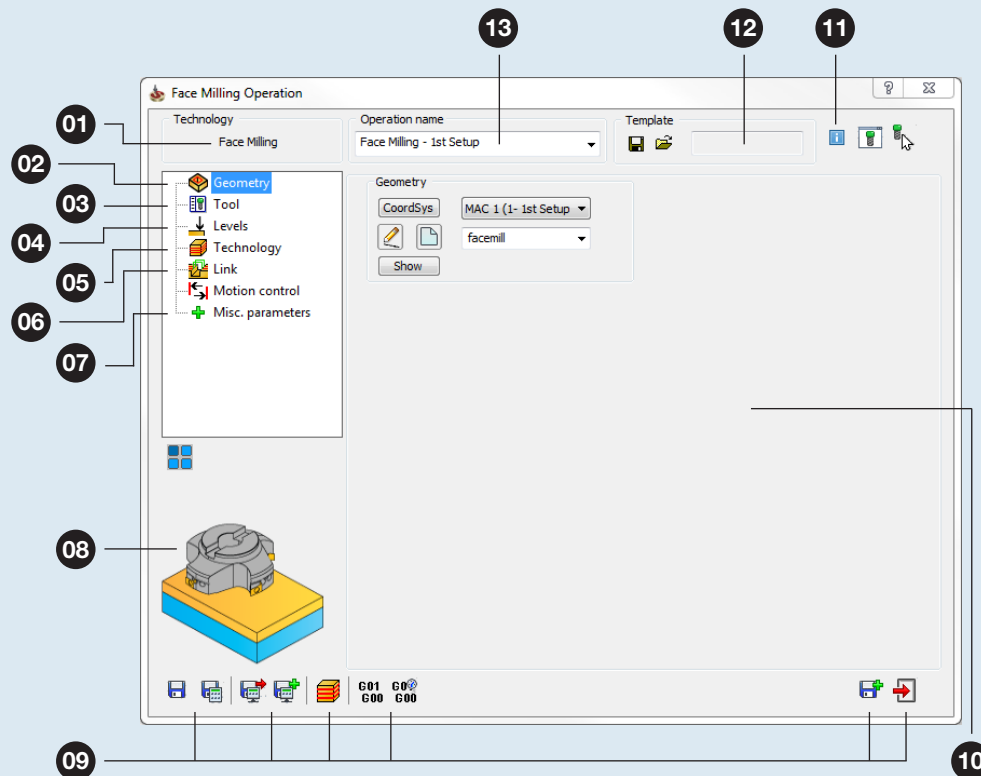 13
12
11
Face Milling Operation
01
Technology
Face Milling
Operation name
Face Milling - 1st Setup
Template
02
03
04
05
06
07
Geometry
Tool
Levels
Technology
Link
Motion control
Misc. parameters
Geometry
CoordSys
MAC 1 (1- 1st Setup
facemill
Show
08
G01
G00
G0
G00
09
10